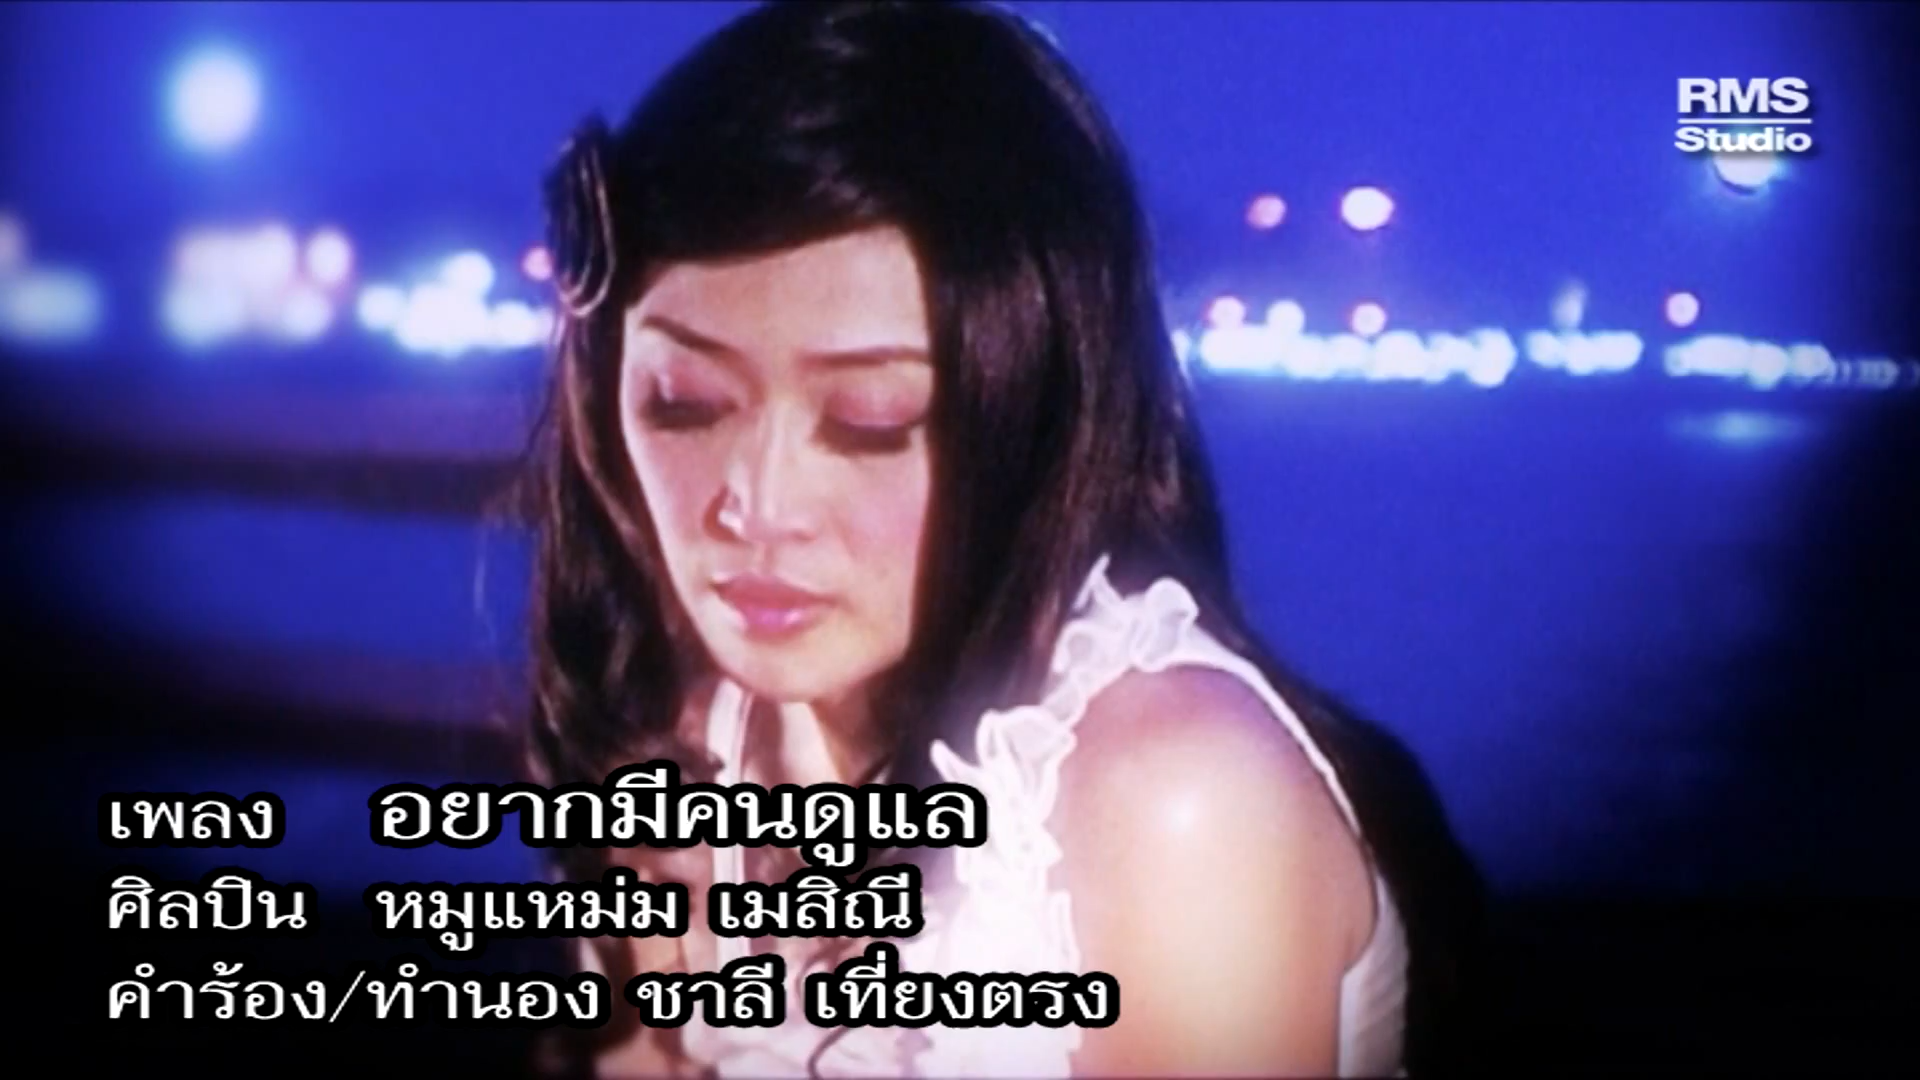 RMS
Studio
เพลง อยากมีคนดูแล
ศิลปิน หมูแหม่ม เมสิณี
คำร้อง/ทำนอง ชาลี เที่ยงตรง